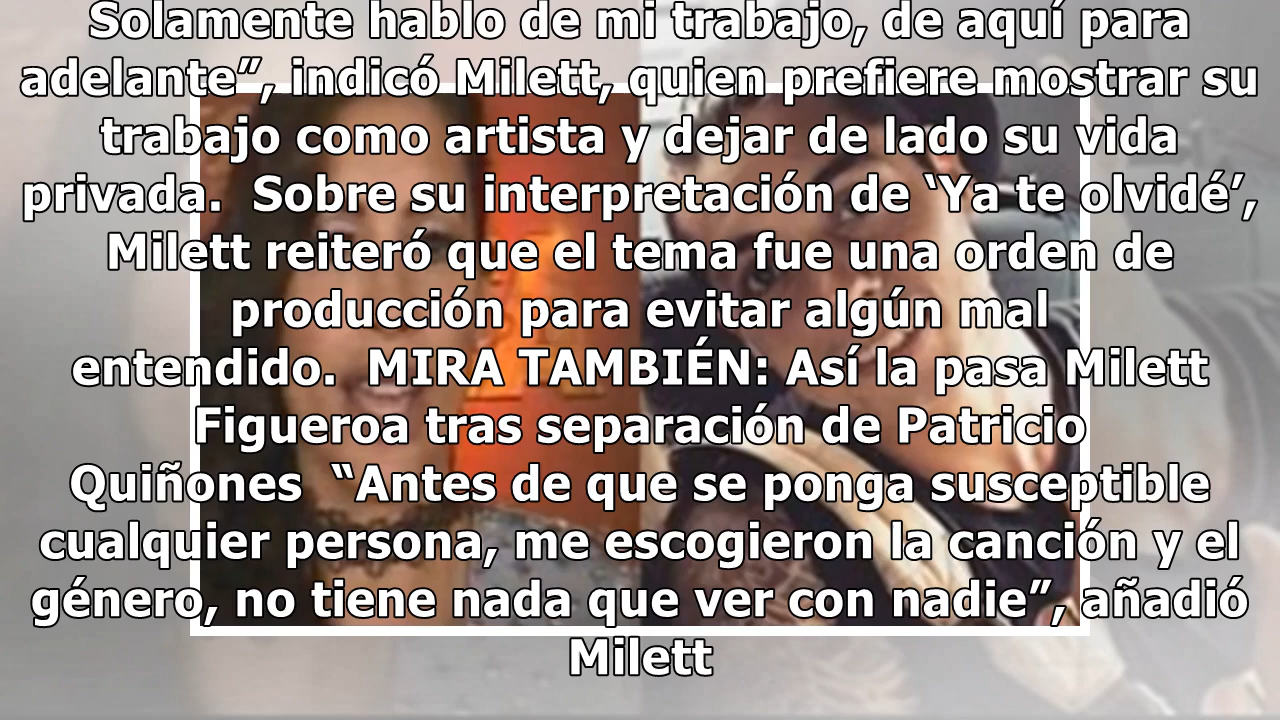 Solamente hablo de mi trabajo, de aquí para
adelante”, indicó Milett, quien prefiere mostrar su
trabajo como artista y dejar de lado su vida
privada.  Sobre su interpretación de ‘Ya te olvidé’,
Milett reiteró que el tema fue una orden de
producción para evitar algún mal
entendido.  MIRA TAMBIÉN: Así la pasa Milett
Figueroa tras separación de Patricio
Quiñones  “Antes de que se ponga susceptible
cualquier persona, me escogieron la canción y el
género, no tiene nada que ver con nadie”, añadió
Milett